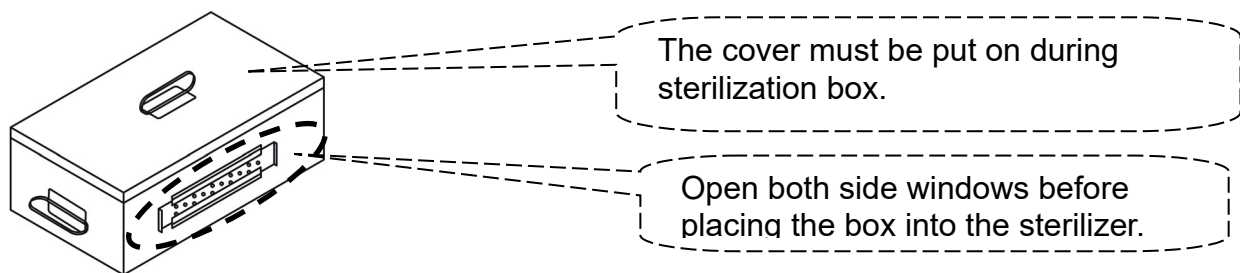 The cover must be put on during
sterilization box.
Open both side windows before
placing the box into the sterilizer.